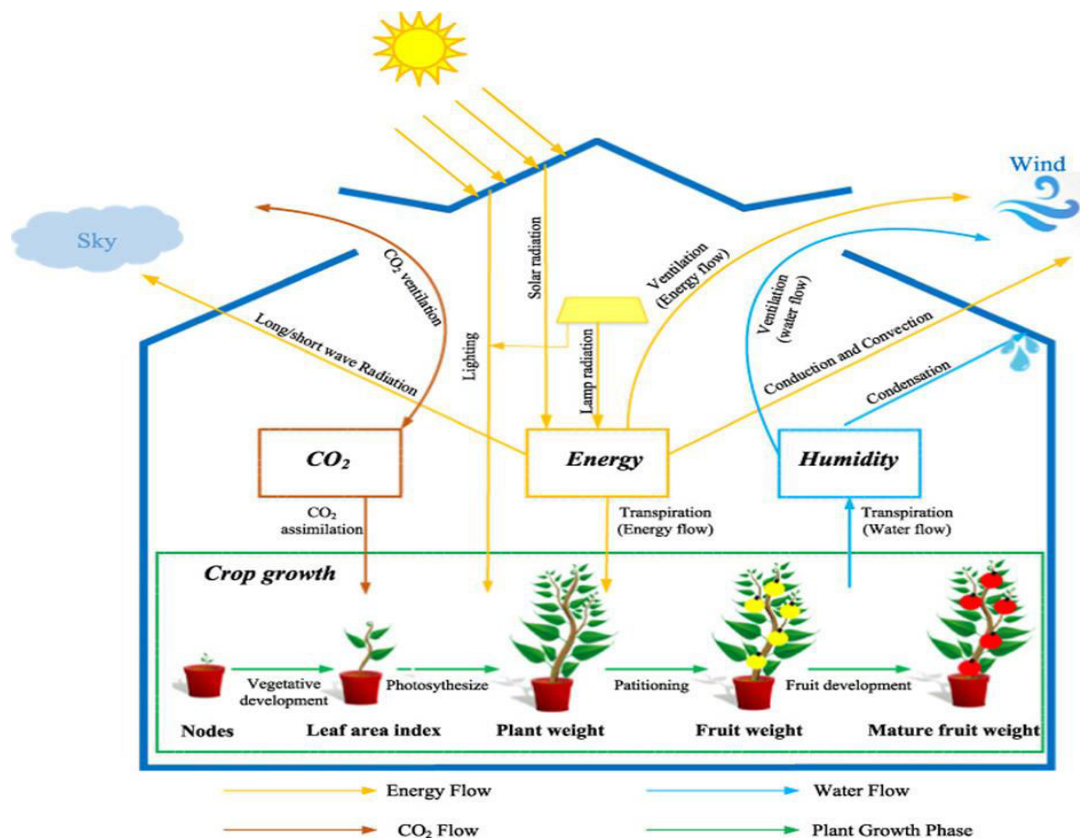 Wind
Sky
CO₂ ventilation
Solar radiation
Ventilation
(Energy flow)
Ventilation
(water flow)
Long/short wave Radiation
Lighting
Lamp radiation
Conduction and Convection
Condensation
CO₂
Energy
Humidity
CO₂
assimilation
Transpiration
(Energy flow)
Transpiration
(Water flow)
Crop growth
Vegetative
development
Photosythesize
Patitioning
Fruit development
Nodes
Leaf area index
Plant weight
Fruit weight
Mature fruit weight
Energy Flow
Water Flow
CO₂ Flow
Plant Growth Phase